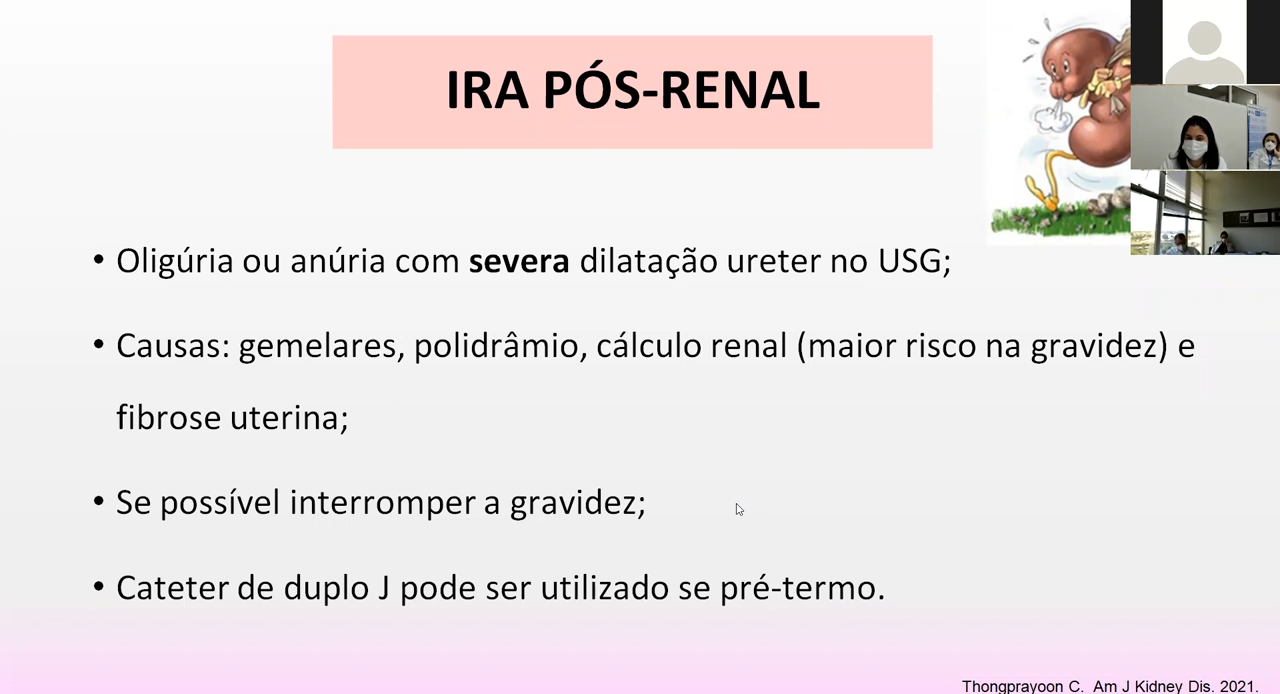 IRA PÓS-RENAL
• Oligúria ou anúria com severa dilatação ureter no USG;
• Causas: gemelares, polidrâmio, cálculo renal (maior risco na gravidez) e
fibrose uterina;
• Se possível interromper a gravidez;
• Cateter de duplo J pode ser utilizado se pré-termo.
Thongprayoon C. Am J Kidney Dis. 2021.